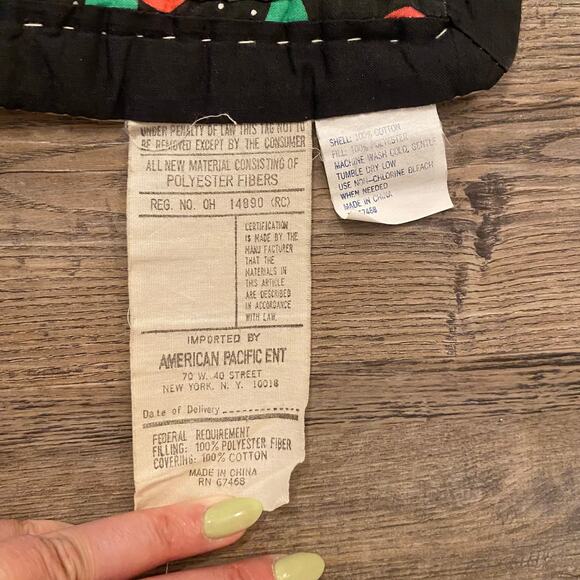 UNDER PENALTY OF LAW THIS TAG NOT TO
BE REMOVED EXCEPT BY THE CONSUMER
ALL NEW MATERIAL CONSISTING OF
POLYESTER FIBERS
REG. NO. OH 14890 (RC)
CERTIFICATION
IS MADE BY THE
MANUFACTURER
THAT THE
MATERIALS IN
THIS ARTICLE
ARE DESCRIBED
IN ACCORDANCE
WITH LAW.
IMPORTED BY
AMERICAN PACIFIC ENT
70 W. 40 STREET
NEW YORK. N. Y. 10018
Date of Delivery
FEDERAL REQUIREMENT
FILLING: 100% POLYESTER FIBER
COVERING: 100% COTTON
MADE IN CHINA
RN 67468
SHELL: 100% COTTON
FILL: 100% POLYESTER
MACHINE WASH COLD, GENTLE
TUMBLE DRY LOW
USE NON-CHLORINE BLEACH
WHEN NEEDED
MADE IN CHINA
67468